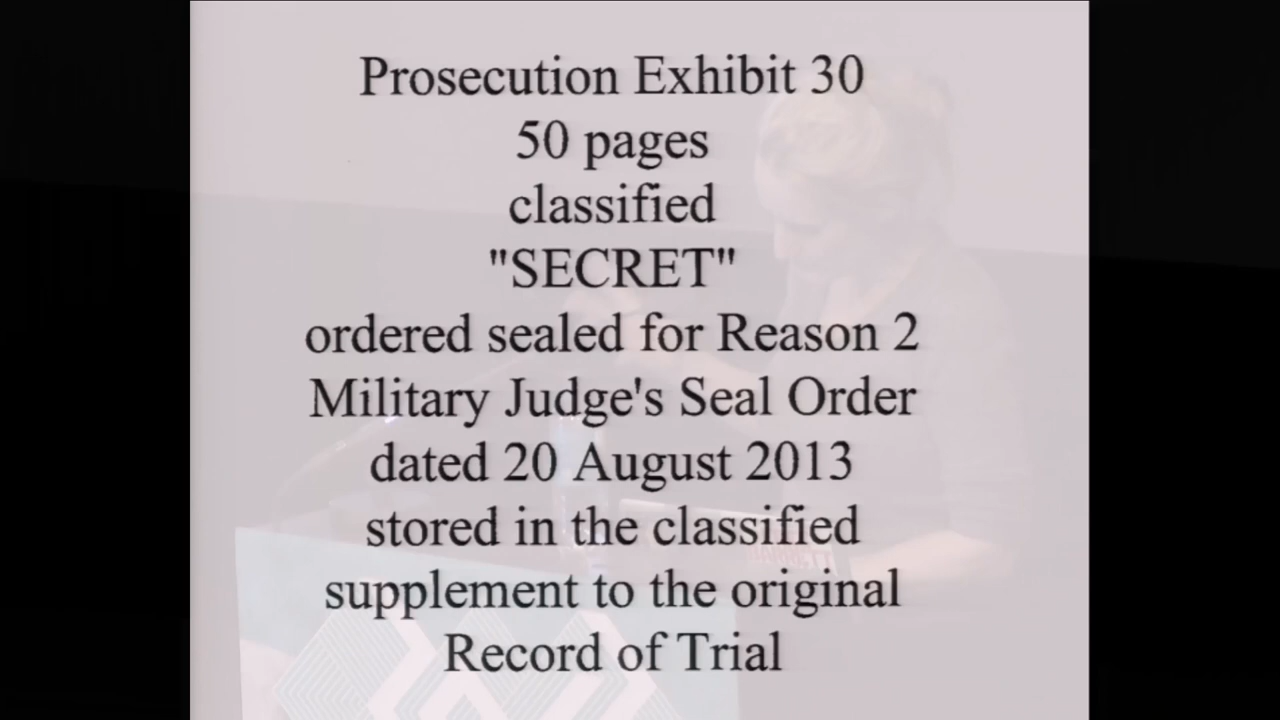 Prosecution Exhibit 30
50 pages
classified
"SECRET"
ordered sealed for Reason 2
Military Judge's Seal Order
dated 20 August 2013
stored in the classified
supplement to the original
Record of Trial